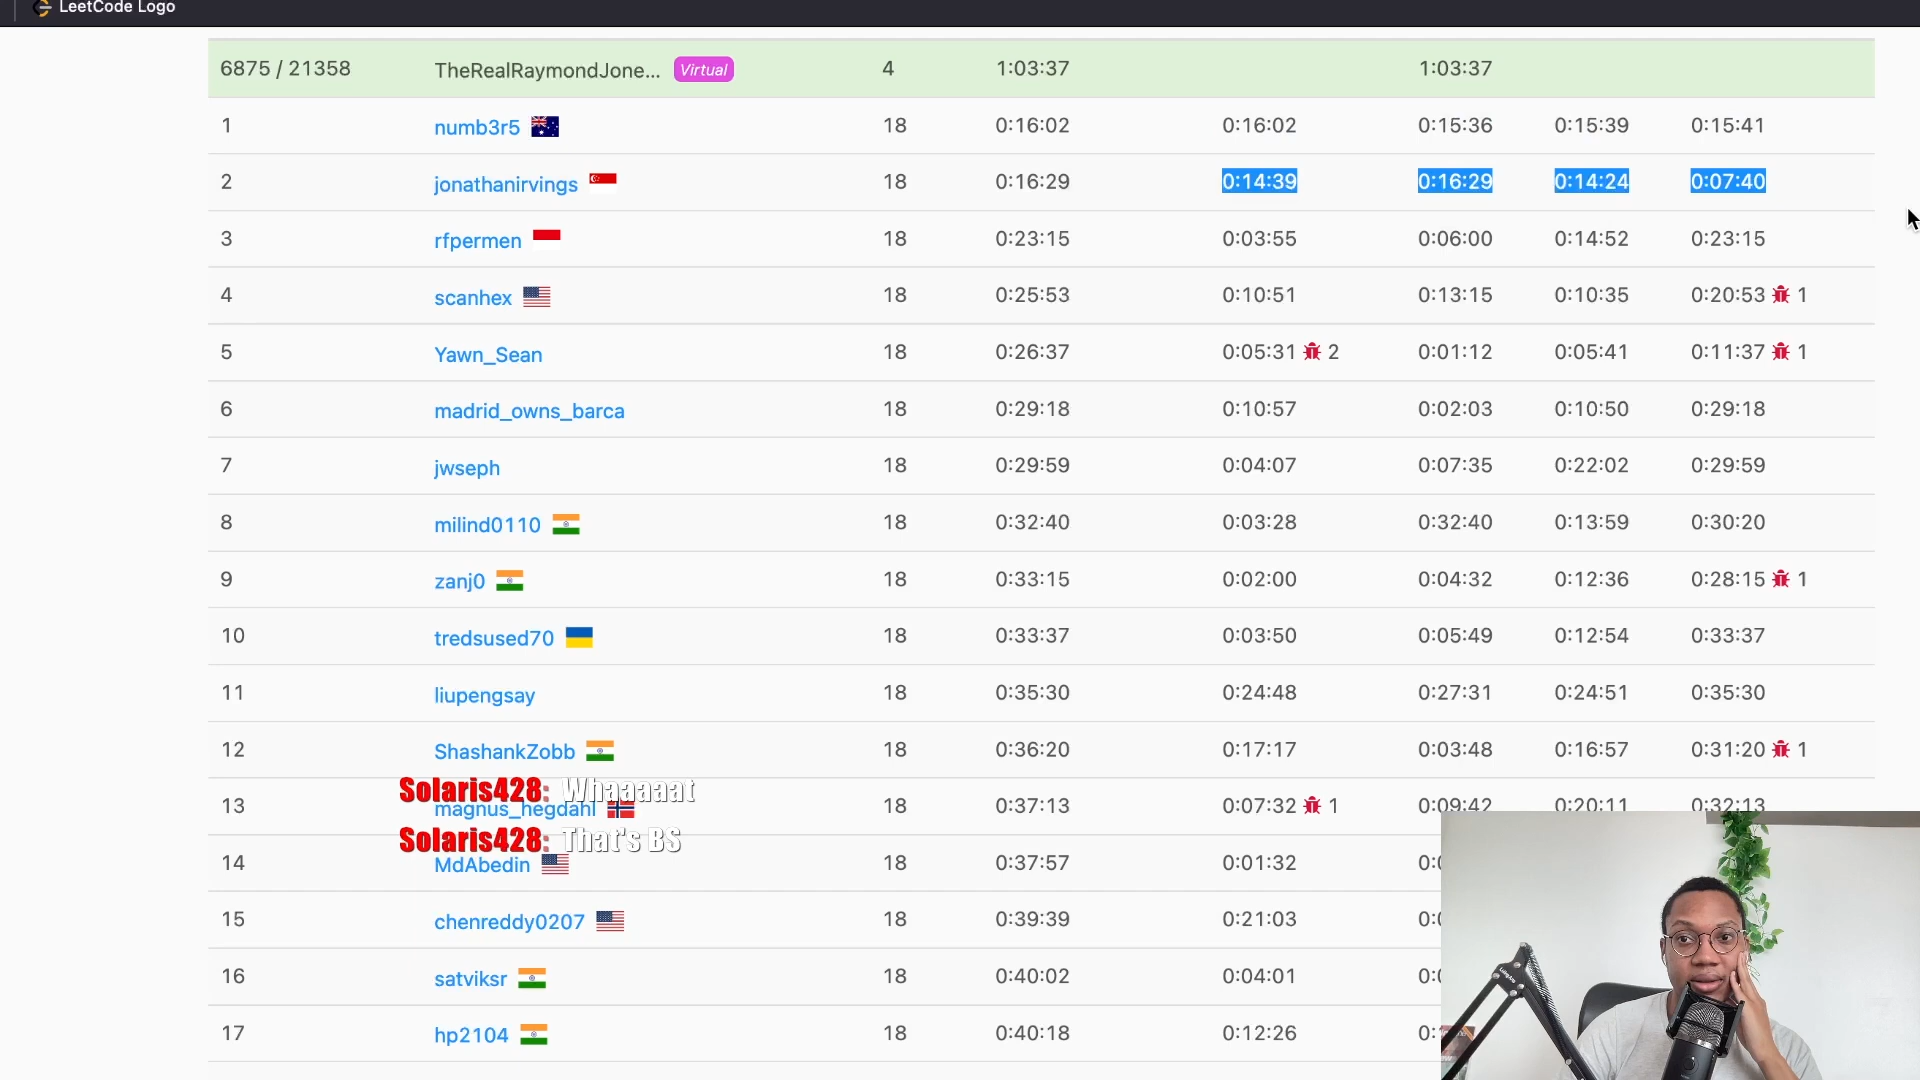 LeetCode Logo
6875 / 21358 TheRealRaymondJone... Virtual 4 1:03:37 1:03:37
1 numb3r5 18 0:16:02 0:16:02 0:15:36 0:15:39 0:15:41
2 jonathanirvings 18 0:16:29 0:14:39 0:16:29 0:14:24 0:07:40
3 rfpermen 18 0:23:15 0:03:55 0:06:00 0:14:52 0:23:15
4 scanhex 18 0:25:53 0:10:51 0:13:15 0:10:35 0:20:53 1
5 Yawn_Sean 18 0:26:37 0:05:31 2 0:01:12 0:05:41 0:11:37 1
6 madrid_owns_barca 18 0:29:18 0:10:57 0:02:03 0:10:50 0:29:18
7 jwseph 18 0:29:59 0:04:07 0:07:35 0:22:02 0:29:59
8 milind0110 18 0:32:40 0:03:28 0:32:40 0:13:59 0:30:20
9 zanj0 18 0:33:15 0:02:00 0:04:32 0:12:36 0:28:15 1
10 tredsused70 18 0:33:37 0:03:50 0:05:49 0:12:54 0:33:37
11 liupengsay 18 0:35:30 0:24:48 0:27:31 0:24:51 0:35:30
12 ShashankZobb 18 0:36:20 0:17:17 0:03:48 0:16:57 0:31:20 1
Solaris428: Whaaaaat
13 magnus_hegdahl 18 0:37:13 0:07:32 1 0:09:42 0:20:11 0:32:13
Solaris428: That's BS
14 MdAbedin 18 0:37:57 0:01:32
15 chenreddy0207 18 0:39:39 0:21:03
16 satviksr 18 0:40:02 0:04:01
17 hp2104 18 0:40:18 0:12:26